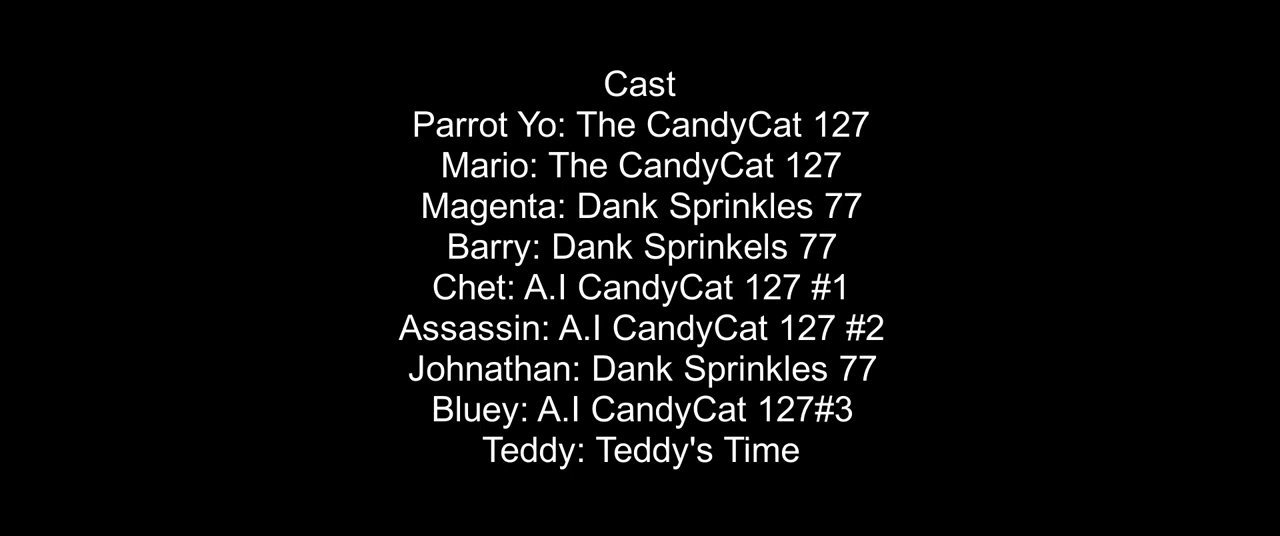 Cast
Parrot Yo: The CandyCat 127
Mario: The CandyCat 127
Magenta: Dank Sprinkles 77
Barry: Dank Sprinkels 77
Chet: A.I CandyCat 127 #1
Assassin: A.I CandyCat 127 #2
Johnathan: Dank Sprinkles 77
Bluey: A.I CandyCat 127#3
Teddy: Teddy's Time